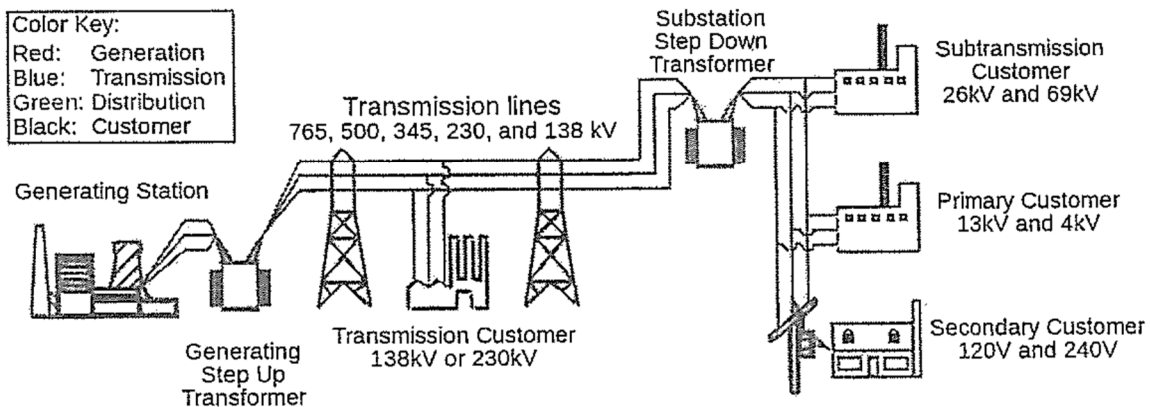 Color Key:
Red: Generation
Blue: Transmission
Green: Distribution
Black: Customer
Generating Station
Generating
Step Up
Transformer
Transmission lines
765, 500, 345, 230, and 138 kV
Transmission Customer
138kV or 230kV
Substation
Step Down
Transformer
Subtransmission
Customer
26kV and 69kV
Primary Customer
13kV and 4kV
Secondary Customer
120V and 240V